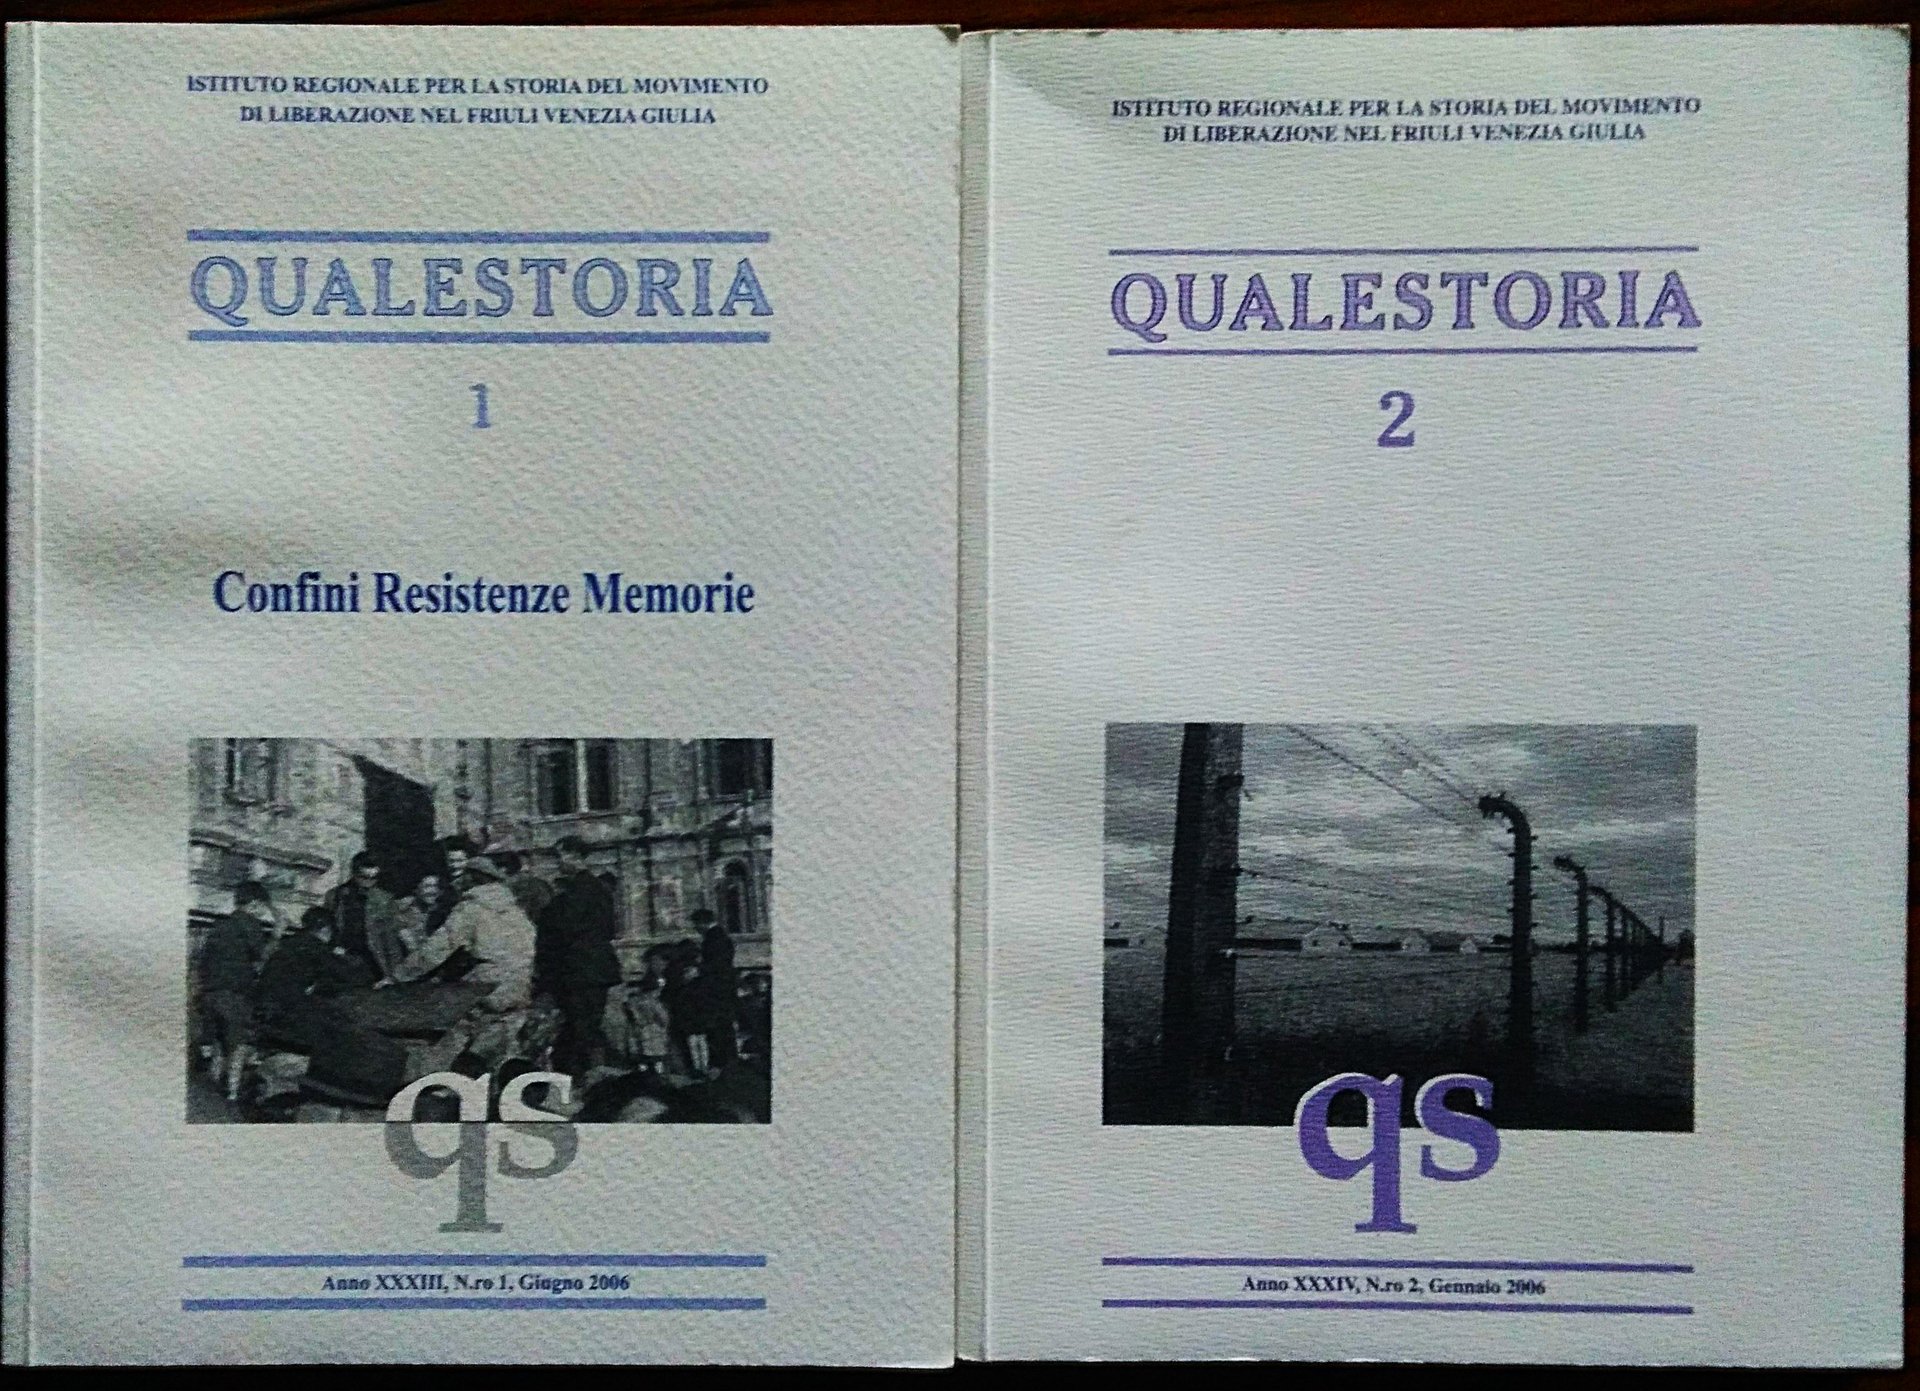 ISTITUTO REGIONALE PER LA STORIA DEL MOVIMENTO
DI LIBERAZIONE NEL FRIULI VENEZIA GIULIA
QUALESTORIA
1
Confini Resistenze Memorie
qs
Anno XXXIII, N.ro 1, Giugno 2006
ISTITUTO REGIONALE PER LA STORIA DEL MOVIMENTO
DI LIBERAZIONE NEL FRIULI VENEZIA GIULIA
QUALESTORIA
2
qs
Anno XXXIV, N.ro 2, Gennaio 2006